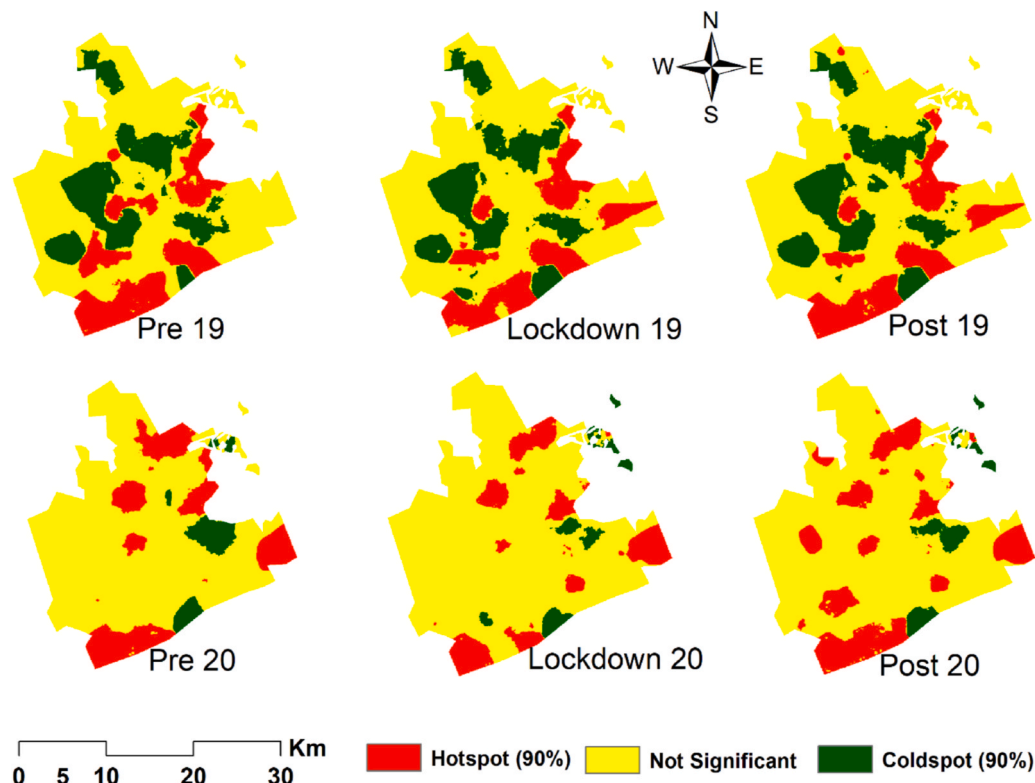 N
W E
S
Pre 19
Lockdown 19
Post 19
Pre 20
Lockdown 20
Post 20
Km
0 5 10 20 30
Hotspot (90%) Not Significant Coldspot (90%)